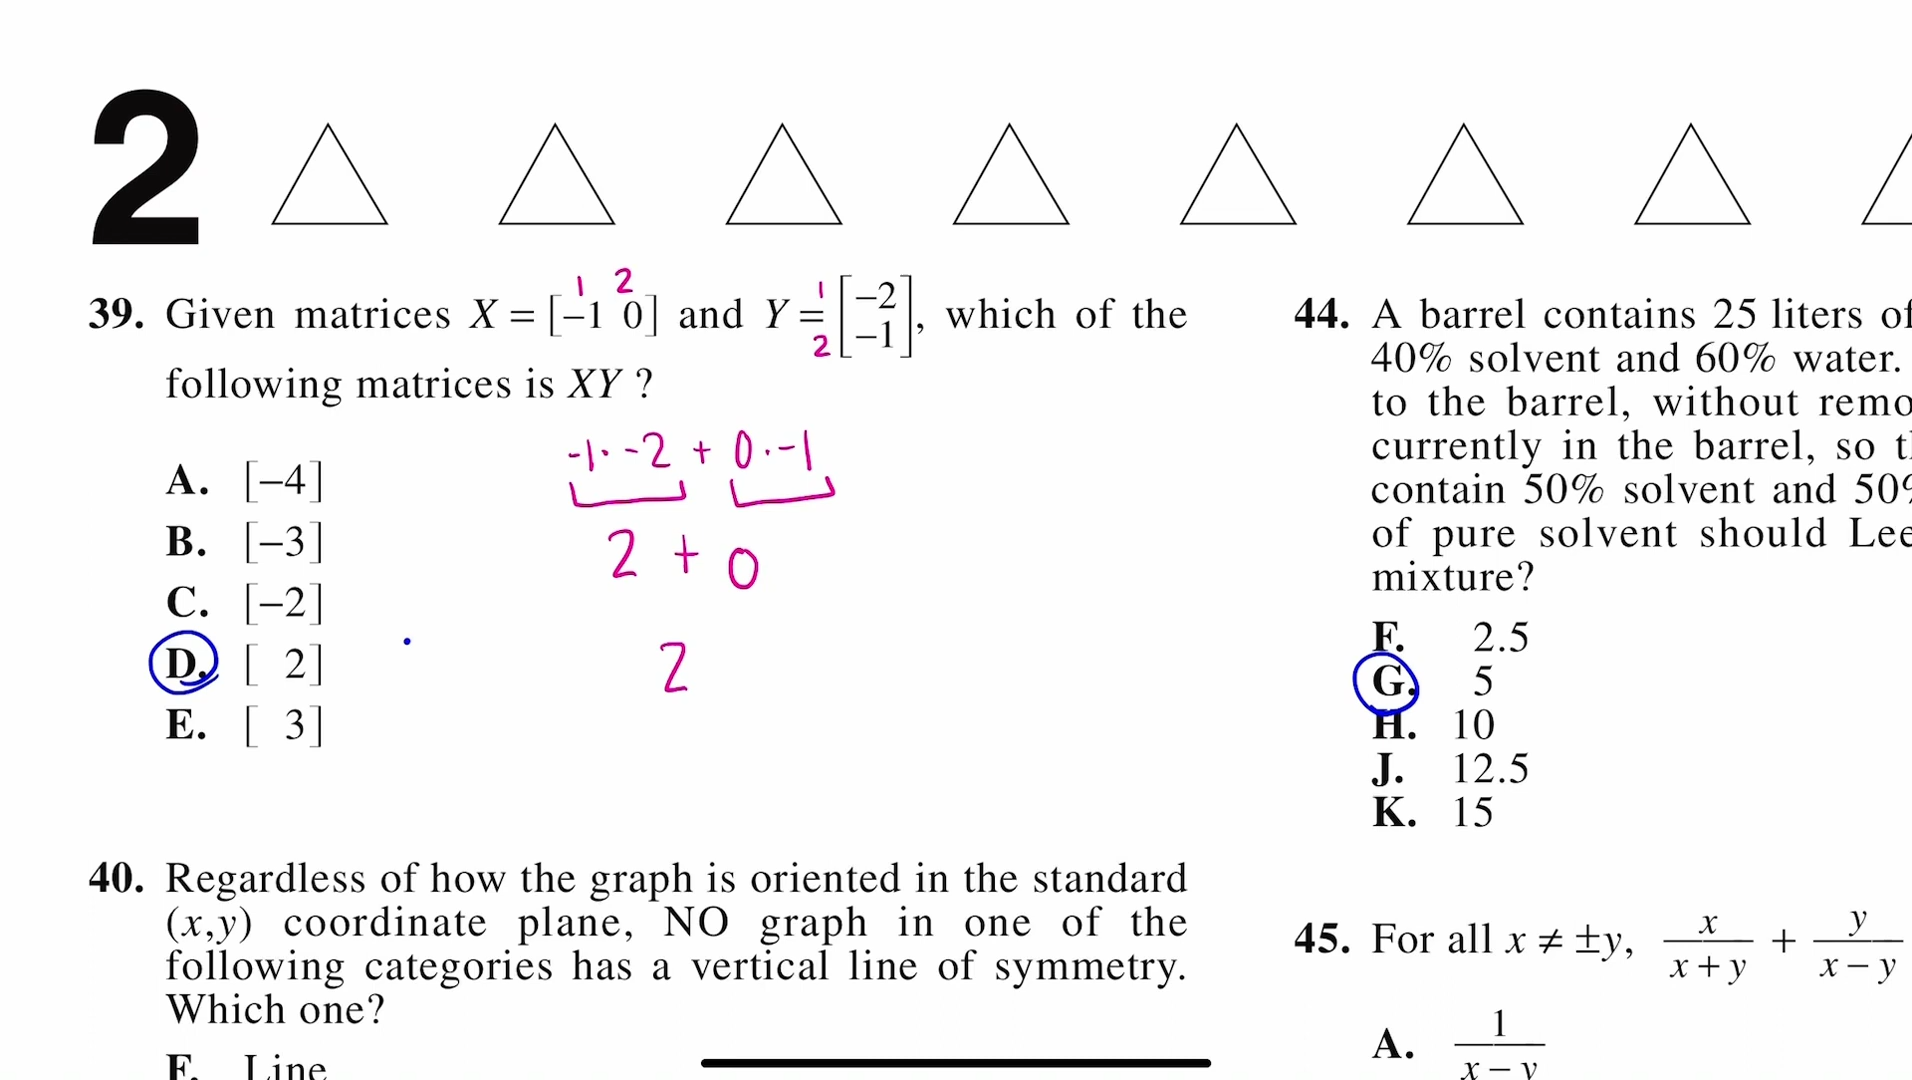 2
39. Given matrices X = [−1 0] and Y = [−2 −1], which of the
1 2
1
2
following matrices is XY ?
-1·-2 + 0·-1
A. [−4]
B. [−3]
2 + 0
C. [−2]
D. [ 2]
2
E. [ 3]
40. Regardless of how the graph is oriented in the standard
(x,y) coordinate plane, NO graph in one of the
following categories has a vertical line of symmetry.
Which one?
F. Line
44. A barrel contains 25 liters of
40% solvent and 60% water.
to the barrel, without remo
currently in the barrel, so t
contain 50% solvent and 50%
of pure solvent should Lee
mixture?
F. 2.5
G. 5
H. 10
J. 12.5
K. 15
45. For all x ≠ ±y, x/(x + y) + y/(x − y)
A. 1/(x − y)